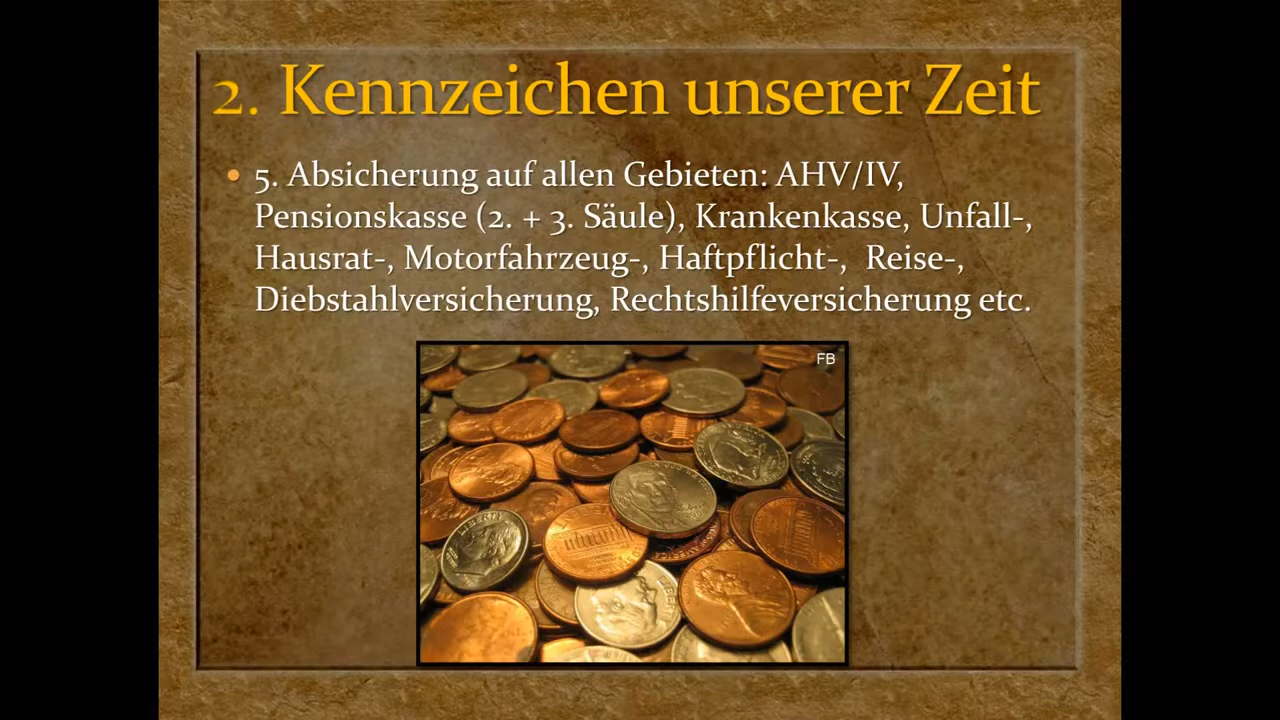 2. Kennzeichen unserer Zeit
5. Absicherung auf allen Gebieten: AHV/IV,
Pensionskasse (2. + 3. Säule), Krankenkasse, Unfall-,
Hausrat-, Motorfahrzeug-, Haftpflicht-, Reise-,
Diebstahlversicherung, Rechtshilfeversicherung etc.
FB
LIBERTY